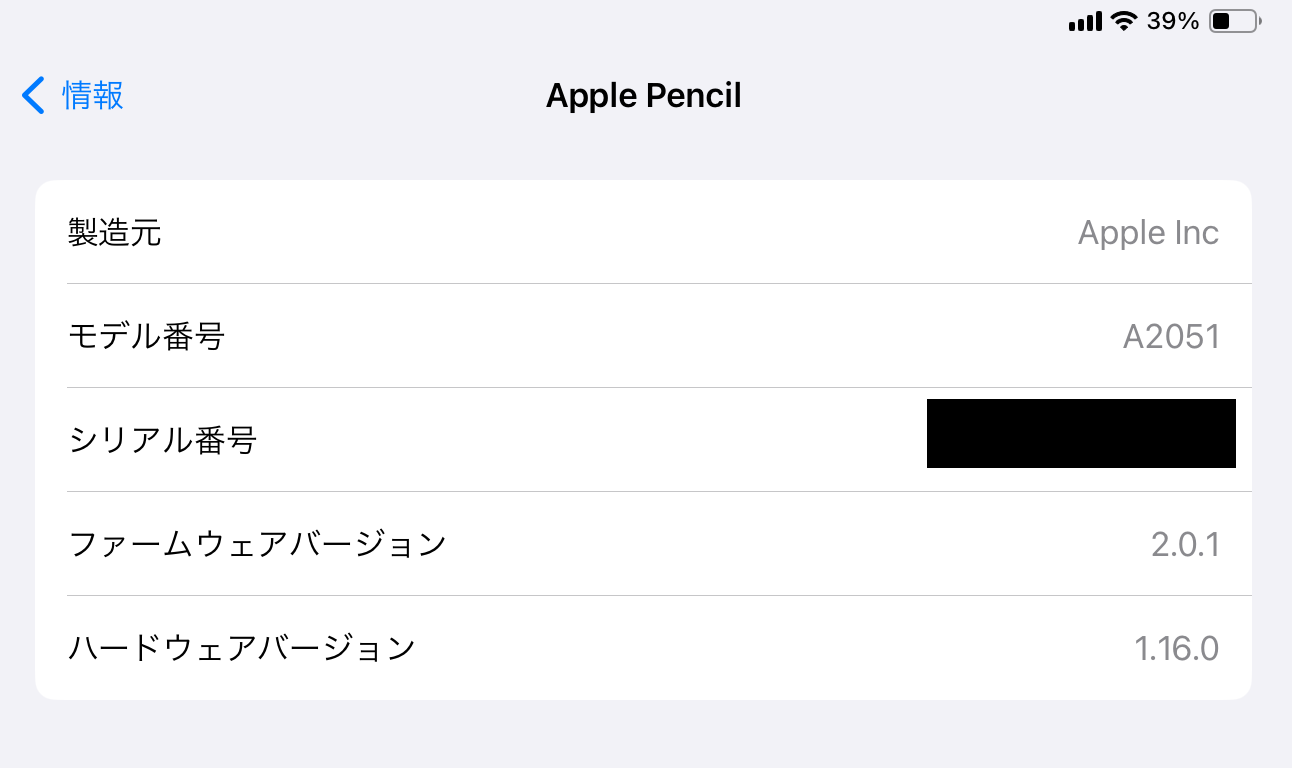 39%
情報
Apple Pencil
製造元 Apple Inc
モデル番号 A2051
シリアル番号
ファームウェアバージョン 2.0.1
ハードウェアバージョン 1.16.0